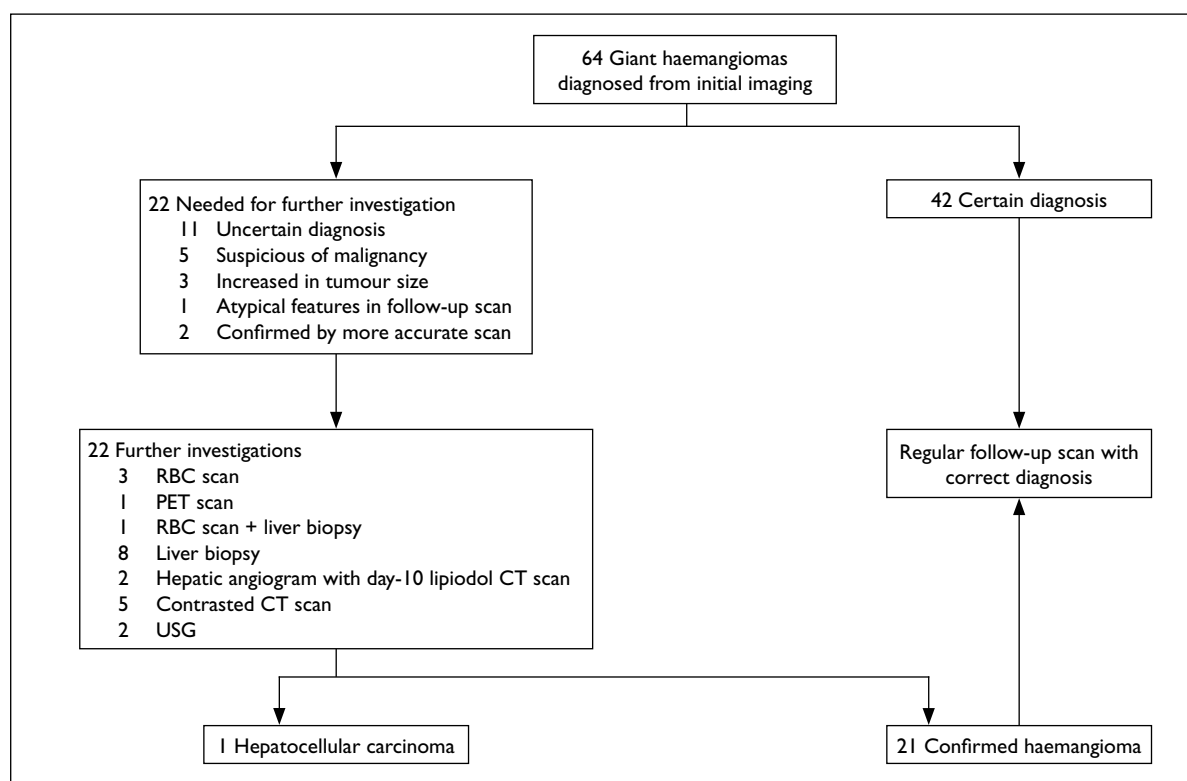 64 Giant haemangiomas
diagnosed from initial imaging
22 Needed for further investigation
11 Uncertain diagnosis
5 Suspicious of malignancy
3 Increased in tumour size
1 Atypical features in follow-up scan
2 Confirmed by more accurate scan
42 Certain diagnosis
22 Further investigations
3 RBC scan
1 PET scan
1 RBC scan + liver biopsy
8 Liver biopsy
2 Hepatic angiogram with day-10 lipiodol CT scan
5 Contrasted CT scan
2 USG
Regular follow-up scan with
correct diagnosis
1 Hepatocellular carcinoma
21 Confirmed haemangioma